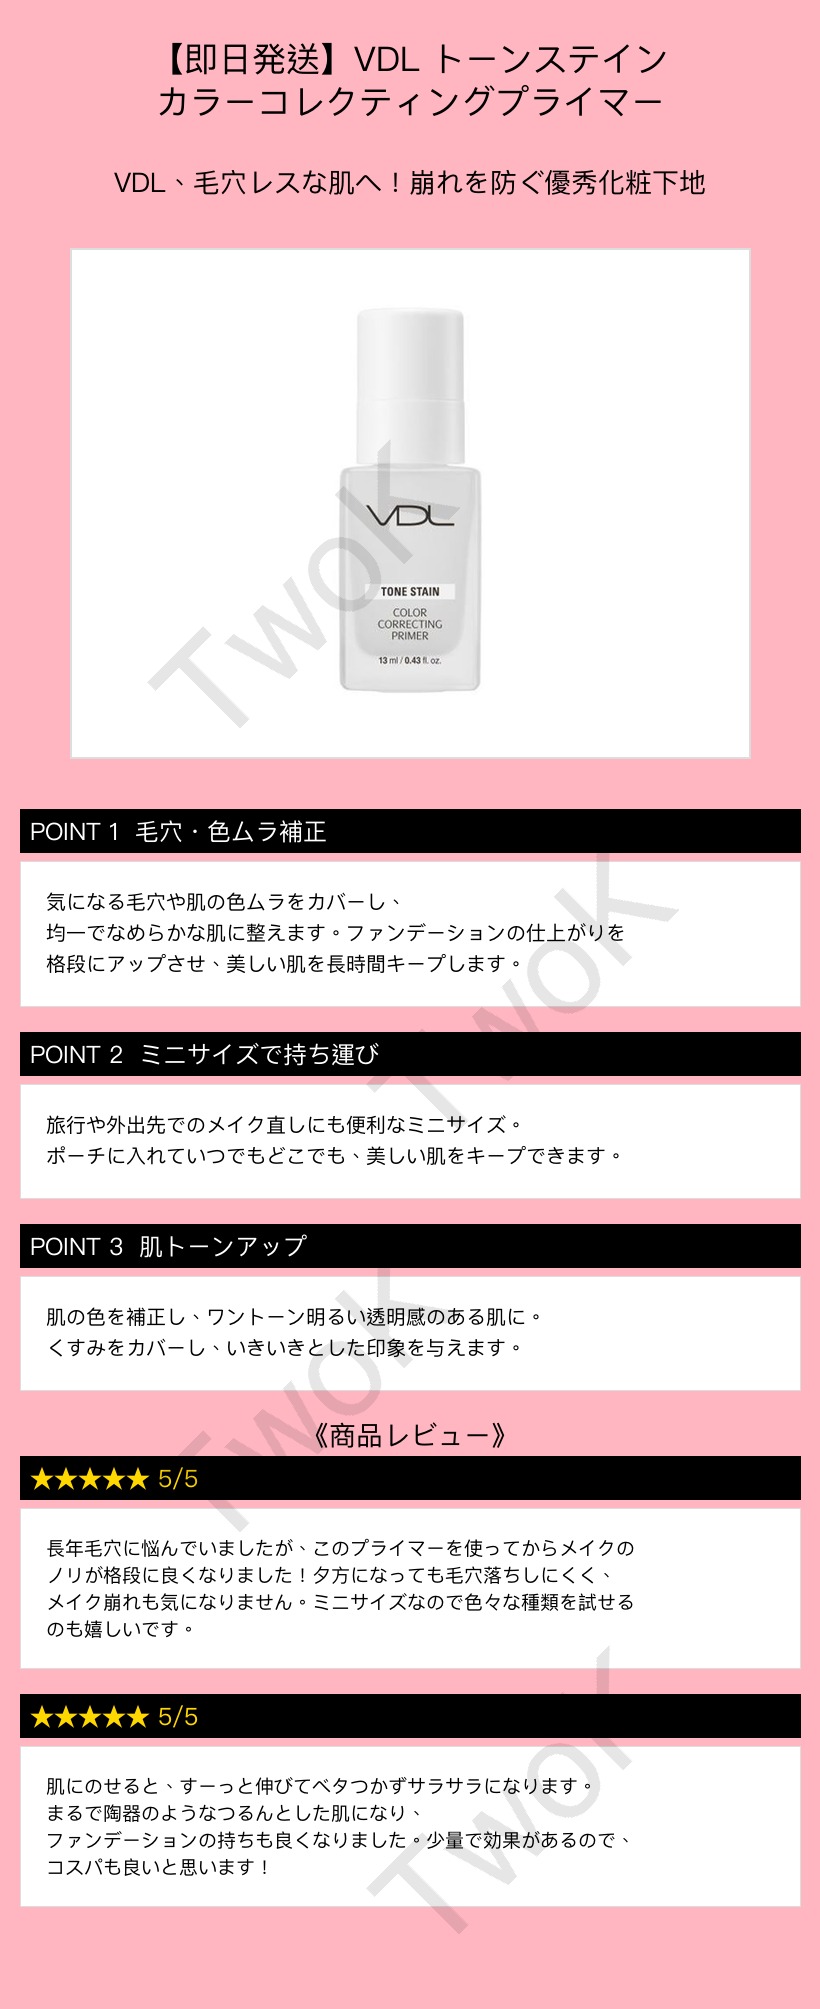 【即日発送】VDL トーンステイン
カラーコレクティングプライマー
VDL、毛穴レスな肌へ！崩れを防ぐ優秀化粧下地
VDL
TONE STAIN
COLOR
CORRECTING
PRIMER
13 ml / 0.43 fl. oz.
TwoK
POINT 1 毛穴・色ムラ補正
気になる毛穴や肌の色ムラをカバーし、
均一でなめらかな肌に整えます。ファンデーションの仕上がりを
格段にアップさせ、美しい肌を長時間キープします。
TwoK
POINT 2 ミニサイズで持ち運び
旅行や外出先でのメイク直しにも便利なミニサイズ。
ポーチに入れていつでもどこでも、美しい肌をキープできます。
POINT 3 肌トーンアップ
肌の色を補正し、ワントーン明るい透明感のある肌に。
くすみをカバーし、いきいきとした印象を与えます。
TwoK
《商品レビュー》
★★★★★ 5/5
長年毛穴に悩んでいましたが、このプライマーを使ってからメイクの
ノリが格段に良くなりました！夕方になっても毛穴落ちしにくく、
メイク崩れも気になりません。ミニサイズなので色々な種類を試せる
のも嬉しいです。
★★★★★ 5/5
肌にのせると、すーっと伸びてベタつかずサラサラになります。
まるで陶器のようなつるんとした肌になり、
ファンデーションの持ちも良くなりました。少量で効果があるので、
コスパも良いと思います！
TwoK